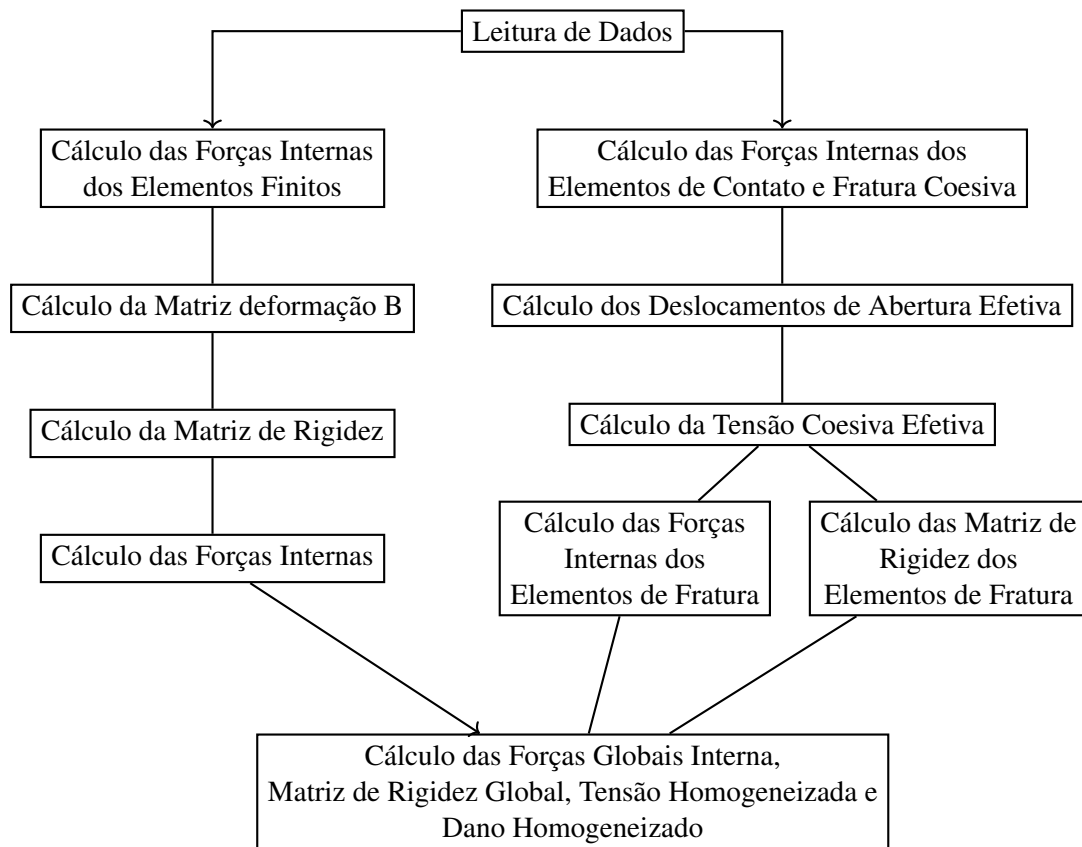 Leitura de Dados
Cálculo das Forças Internas
dos Elementos Finitos
Cálculo das Forças Internas dos
Elementos de Contato e Fratura Coesiva
Cálculo da Matriz deformação B
Cálculo dos Deslocamentos de Abertura Efetiva
Cálculo da Matriz de Rigidez
Cálculo da Tensão Coesiva Efetiva
Cálculo das Forças Internas
Cálculo das Forças
Internas dos
Elementos de Fratura
Cálculo das Matriz de
Rigidez dos
Elementos de Fratura
Cálculo das Forças Globais Interna,
Matriz de Rigidez Global, Tensão Homogeneizada e
Dano Homogeneizado